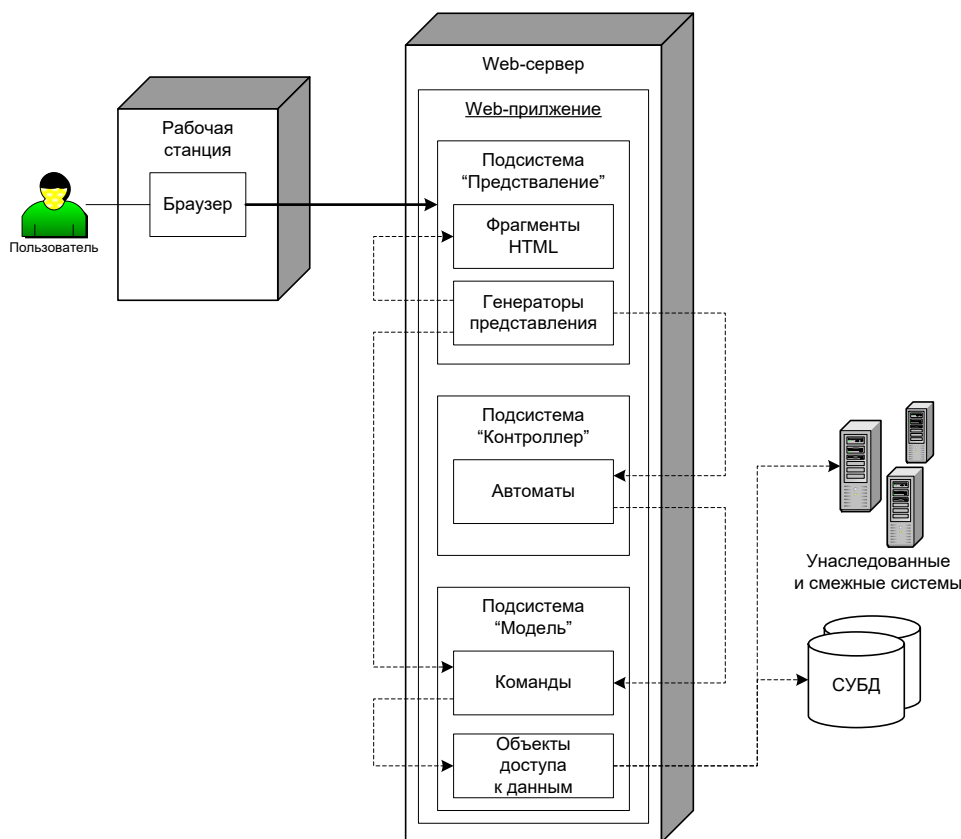 Web-сервер
Web-прилжение
Рабочая
станция
Браузер
Пользователь
Подсистема
“Предстваление”
Фрагменты
HTML
Генераторы
представления
Подсистема
“Контроллер”
Автоматы
Унаследованные
и смежные системы
Подсистема
“Модель”
Команды
СУБД
Объекты
доступа
к данным